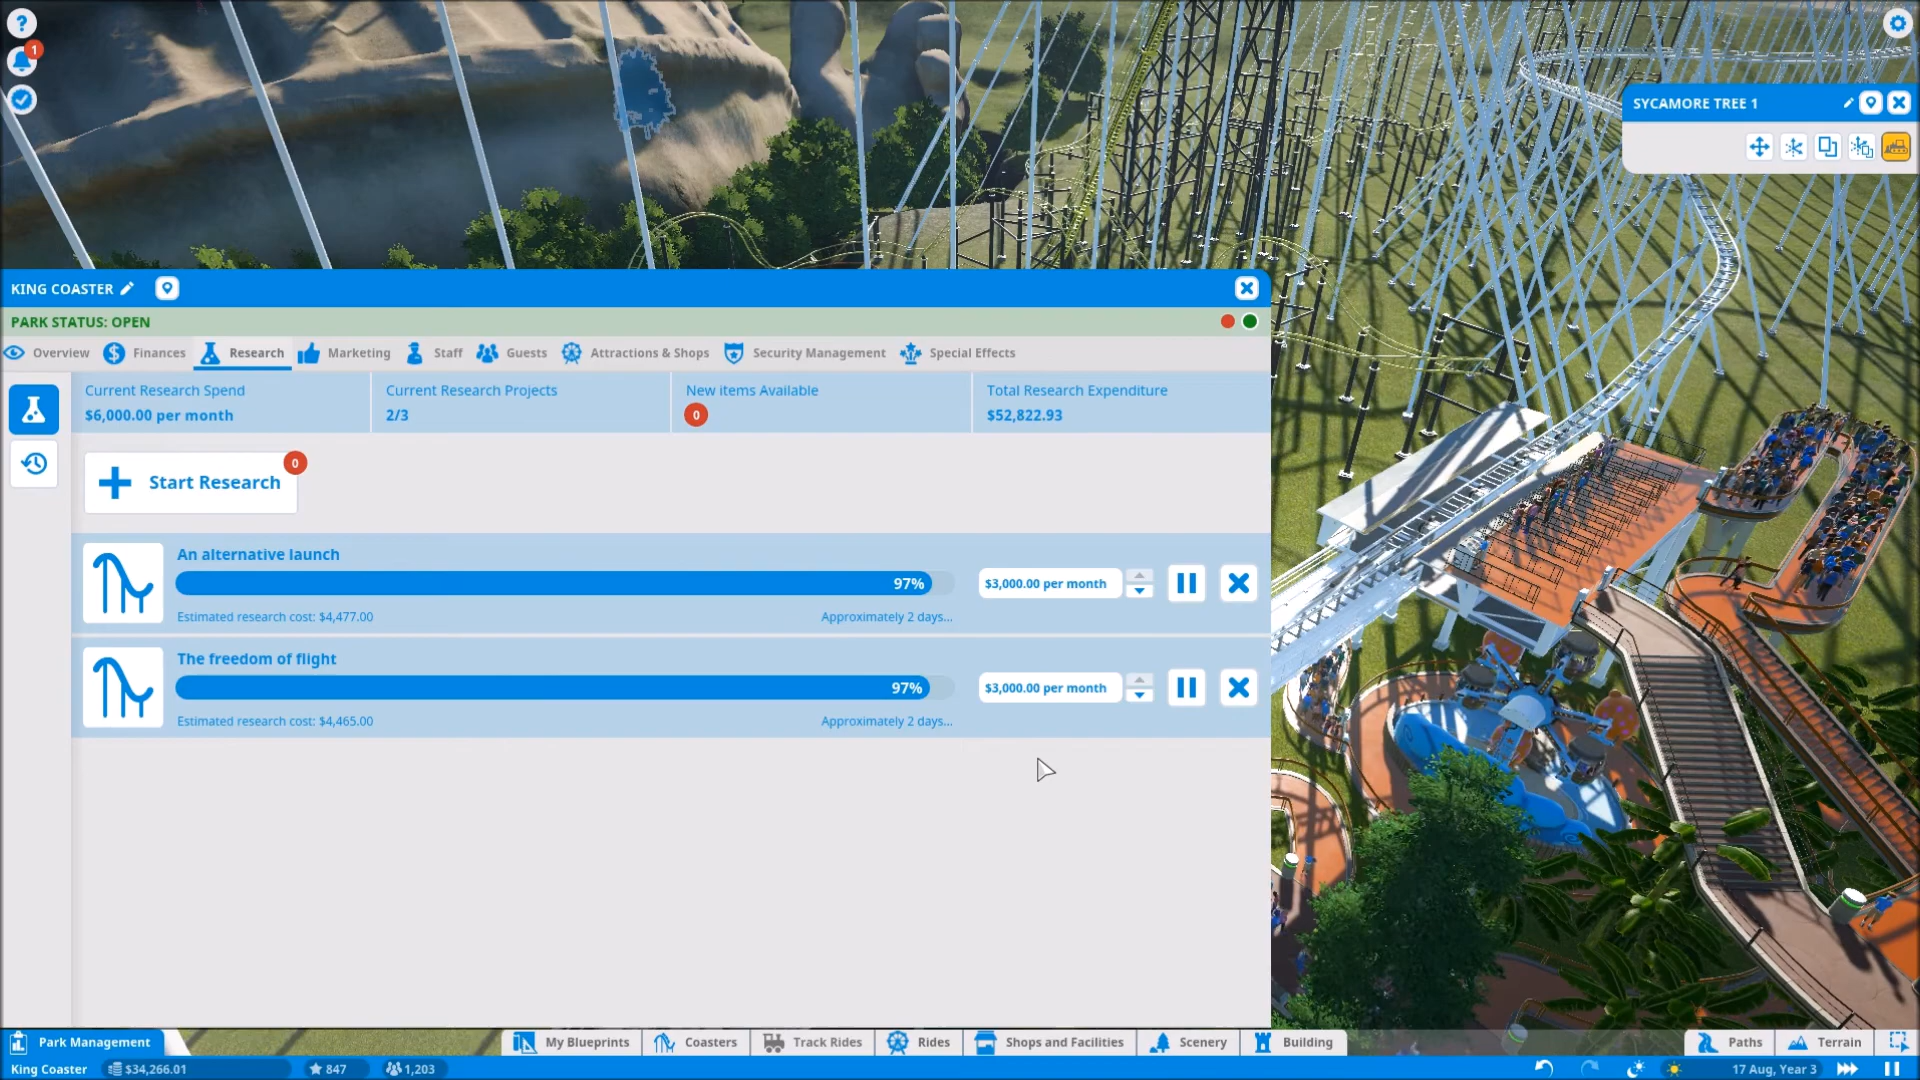 ?
1
SYCAMORE TREE 1
KING COASTER
PARK STATUS: OPEN
Overview
Finances
Research
Marketing
Staff
Guests
Attractions & Shops
Security Management
Special Effects
Current Research Spend
$6,000.00 per month
Current Research Projects
2/3
New items Available
0
Total Research Expenditure
$52,822.93
Start Research
0
An alternative launch
97%
$3,000.00 per month
Estimated research cost: $4,477.00
Approximately 2 days...
The freedom of flight
97%
$3,000.00 per month
Estimated research cost: $4,465.00
Approximately 2 days...
Park Management
My Blueprints
Coasters
Track Rides
Rides
Shops and Facilities
Scenery
Building
Paths
Terrain
King Coaster
$34,266.01
847
1,203
17 Aug, Year 3